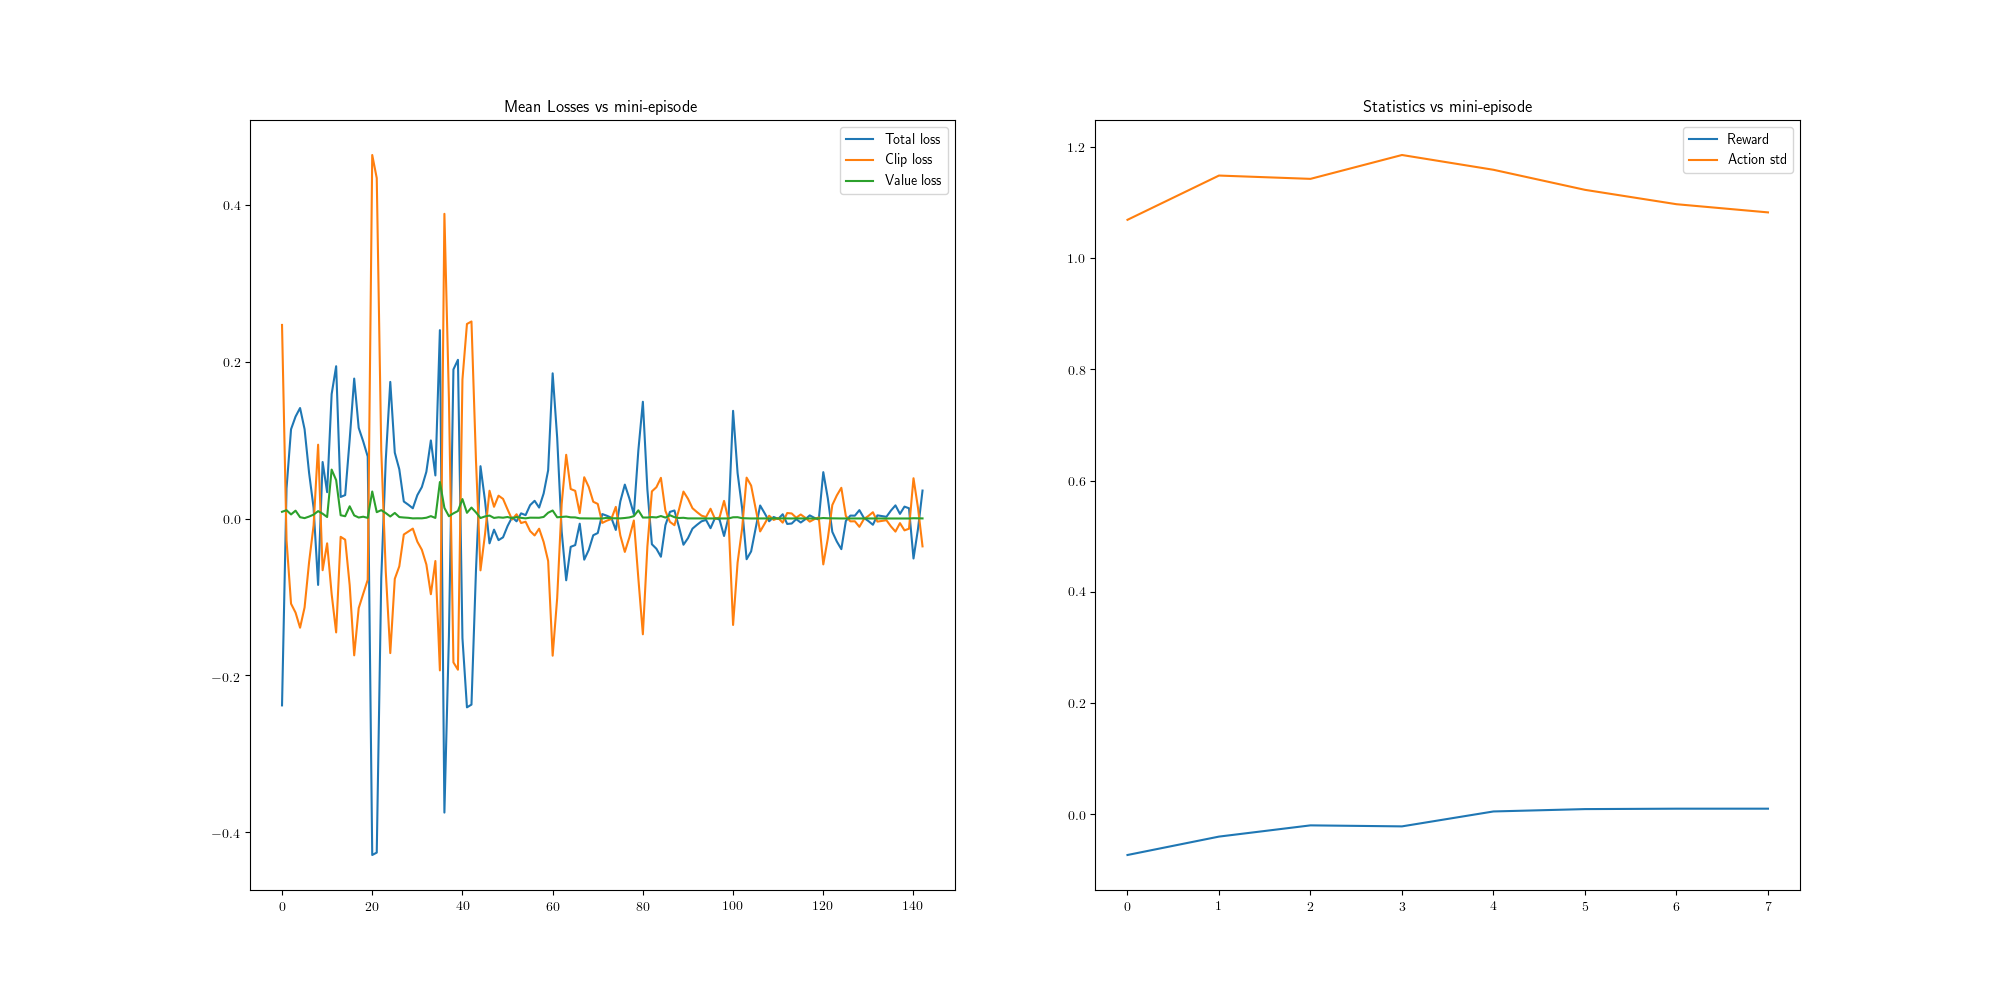 Mean Losses vs mini-episode
Total loss
Clip loss
Value loss
0.4
0.2
0.0
−0.2
−0.4
0 20 40 60 80 100 120 140
Statistics vs mini-episode
Reward
Action std
1.2
1.0
0.8
0.6
0.4
0.2
0.0
0 1 2 3 4 5 6 7